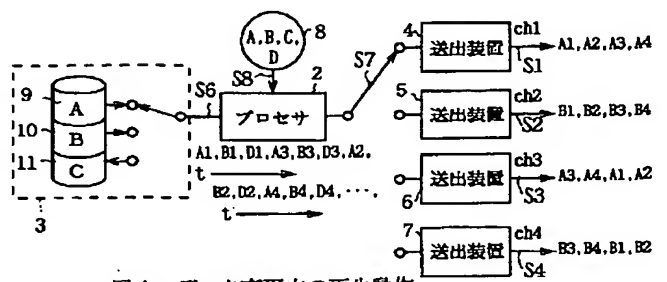 A,B,C,
D
8
S8
S6
2
プロセサ
S7
9
A
10
B
11
C
3
A1,B1,D1,A3,B3,D3,A2,
t
B2,D2,A4,B4,D4,・・・,
t
4
送出装置
ch1
S1
A1,A2,A3,A4
5
送出装置
ch2
S2
B1,B2,B3,B4
6
送出装置
ch3
S3
A3,A4,A1,A2
7
送出装置
ch4
S4
B3,B4,B1,B2